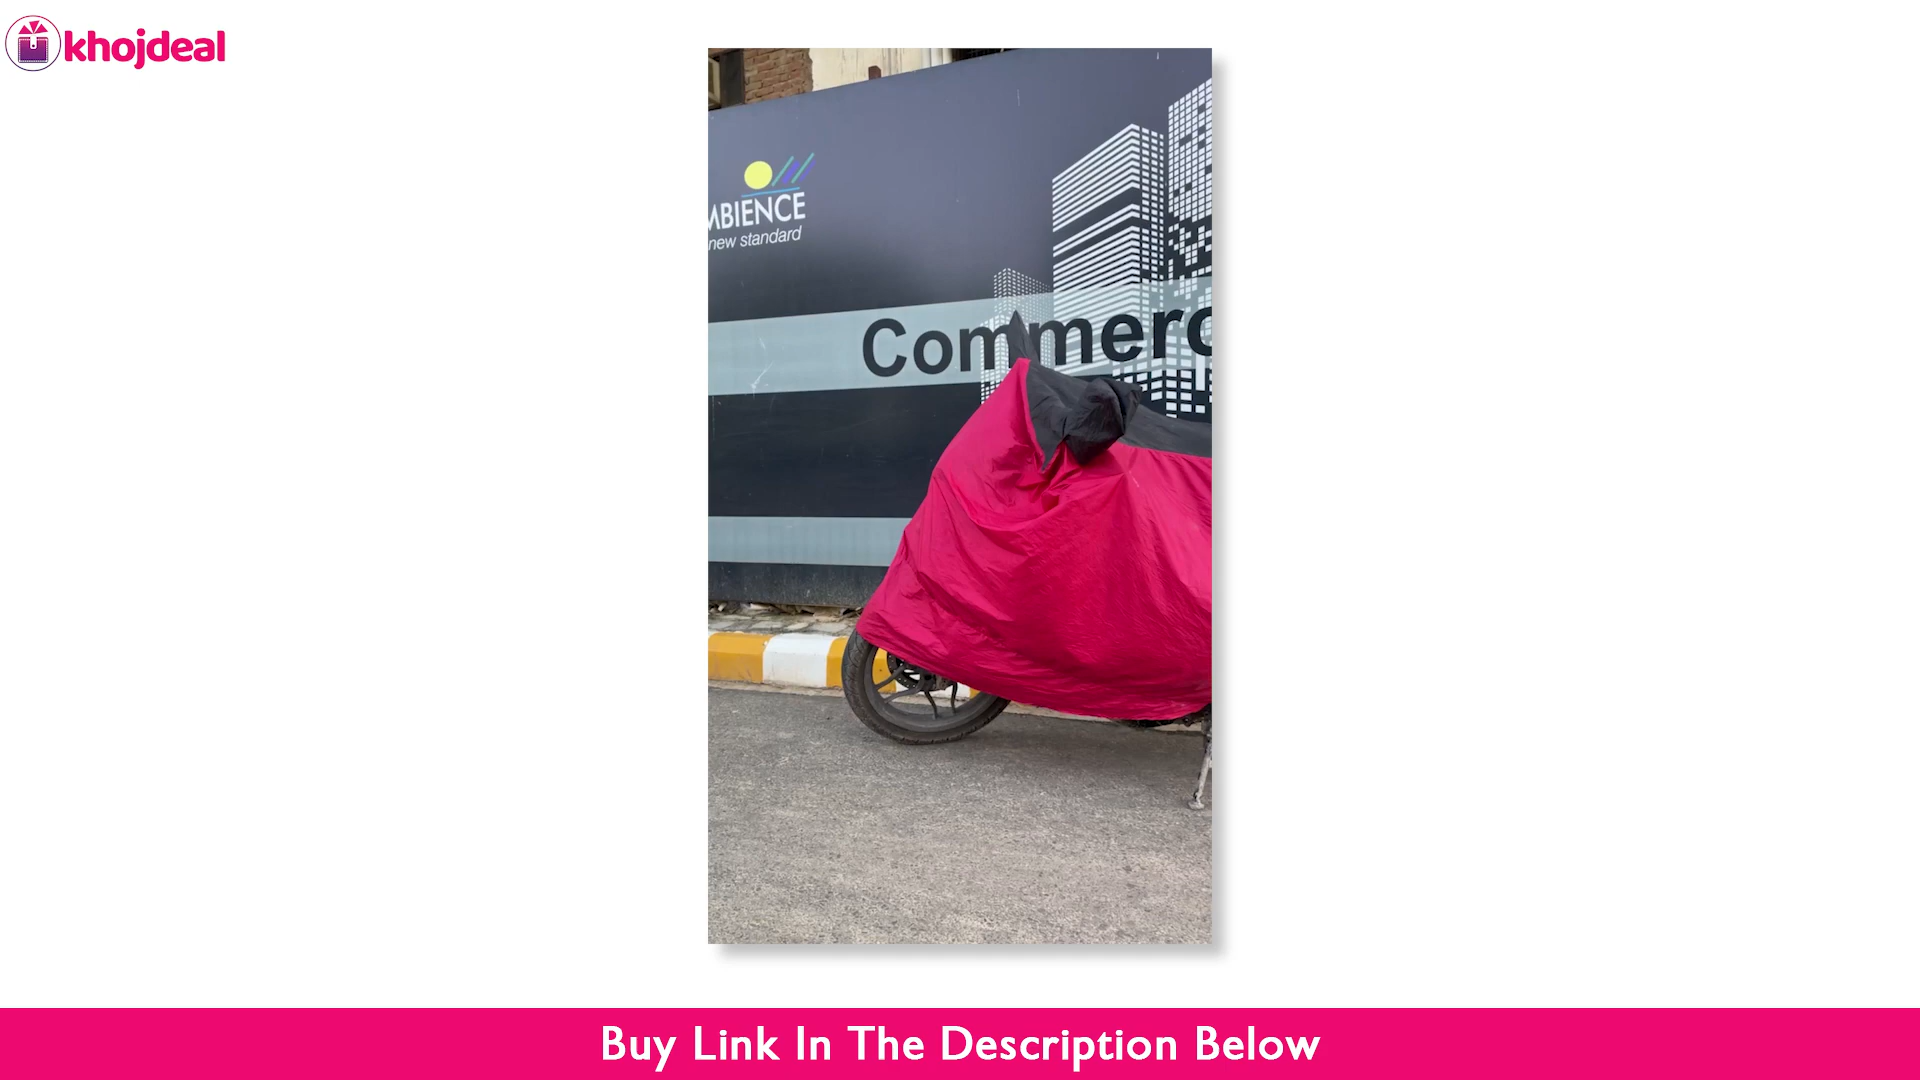 khojdeal
MBIENCE
new standard
Commerc
Buy Link In The Description Below